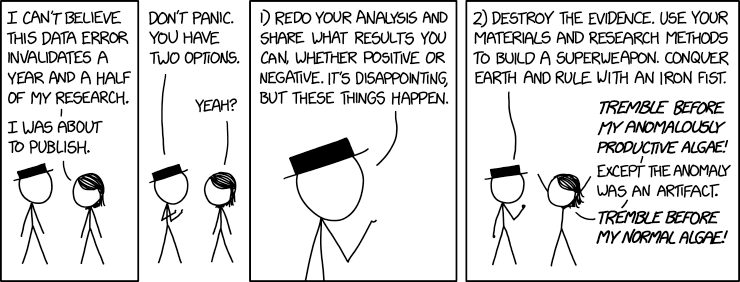 I CAN'T BELIEVE
THIS DATA ERROR
INVALIDATES A
YEAR AND A HALF
OF MY RESEARCH.
I WAS ABOUT
TO PUBLISH.
DON'T PANIC.
YOU HAVE
TWO OPTIONS.
YEAH?
1) REDO YOUR ANALYSIS AND
SHARE WHAT RESULTS YOU
CAN, WHETHER POSITIVE OR
NEGATIVE. IT'S DISAPPOINTING,
BUT THESE THINGS HAPPEN.
2) DESTROY THE EVIDENCE. USE YOUR
MATERIALS AND RESEARCH METHODS
TO BUILD A SUPERWEAPON. CONQUER
EARTH AND RULE WITH AN IRON FIST.
TREMBLE BEFORE
MY ANOMALOUSLY
PRODUCTIVE ALGAE!
EXCEPT THE ANOMALY
WAS AN ARTIFACT.
TREMBLE BEFORE
MY NORMAL ALGAE!